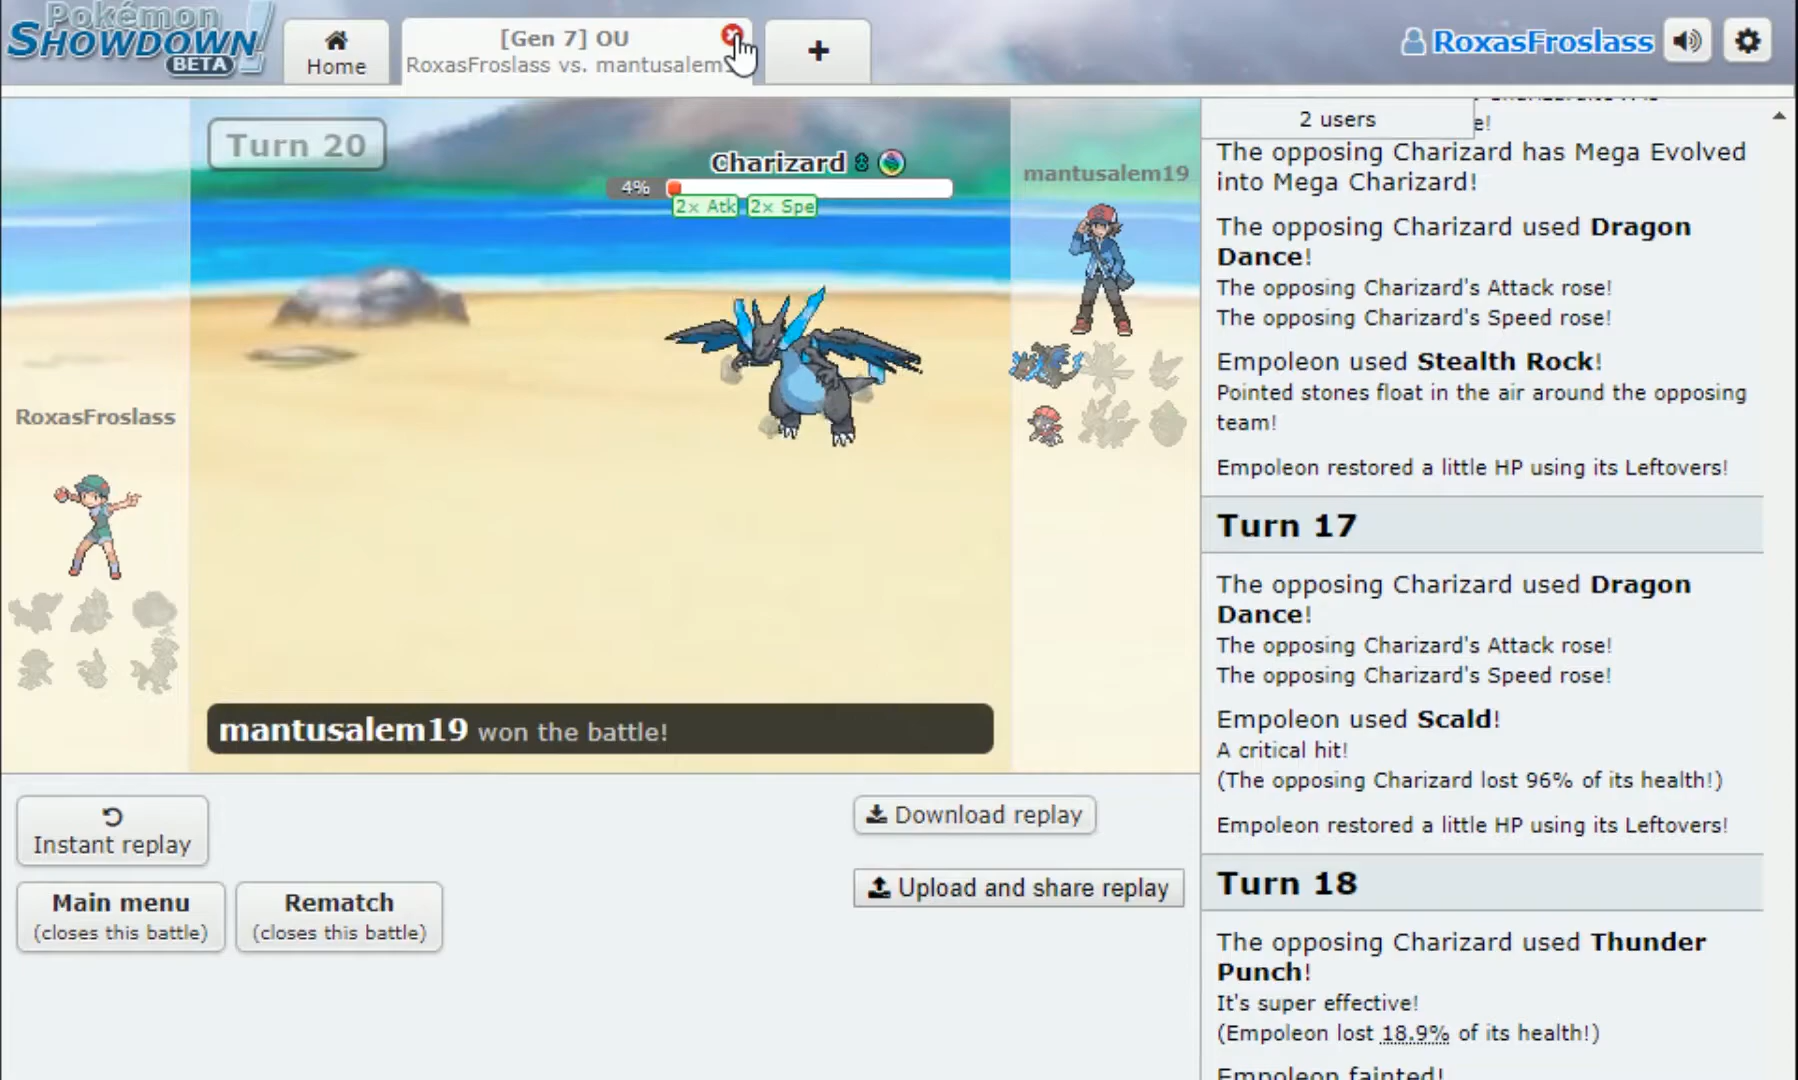 Pokémon
SHOWDOWN!
BETA
Home
[Gen 7] OU
RoxasFroslass vs. mantusalem
+
RoxasFroslass
Turn 20
Charizard
4%
2× Atk
2× Spe
mantusalem19
RoxasFroslass
mantusalem19 won the battle!
Instant replay
Download replay
Upload and share replay
Main menu
(closes this battle)
Rematch
(closes this battle)
2 users
e!
The opposing Charizard has Mega Evolved
into Mega Charizard!
The opposing Charizard used Dragon
Dance!
The opposing Charizard's Attack rose!
The opposing Charizard's Speed rose!
Empoleon used Stealth Rock!
Pointed stones float in the air around the opposing
team!
Empoleon restored a little HP using its Leftovers!
Turn 17
The opposing Charizard used Dragon
Dance!
The opposing Charizard's Attack rose!
The opposing Charizard's Speed rose!
Empoleon used Scald!
A critical hit!
(The opposing Charizard lost 96% of its health!)
Empoleon restored a little HP using its Leftovers!
Turn 18
The opposing Charizard used Thunder
Punch!
It's super effective!
(Empoleon lost 18.9% of its health!)
Empoleon fainted!